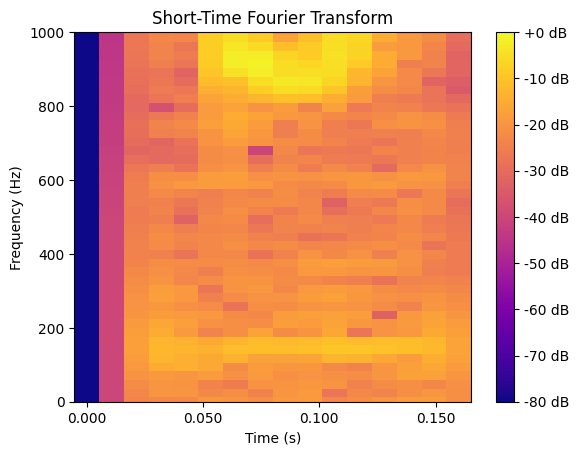 Short-Time Fourier Transform
Frequency (Hz)
1000
800
600
400
200
0
0.000
0.050
0.100
0.150
Time (s)
+0 dB
-10 dB
-20 dB
-30 dB
-40 dB
-50 dB
-60 dB
-70 dB
-80 dB